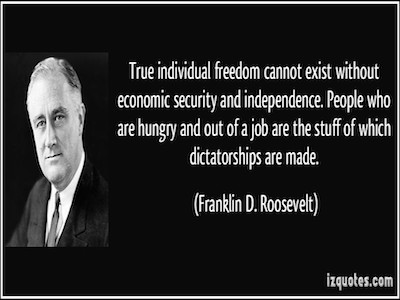 True individual freedom cannot exist without
economic security and independence. People who
are hungry and out of a job are the stuff of which
dictatorships are made.
(Franklin D. Roosevelt)
izquotes.com